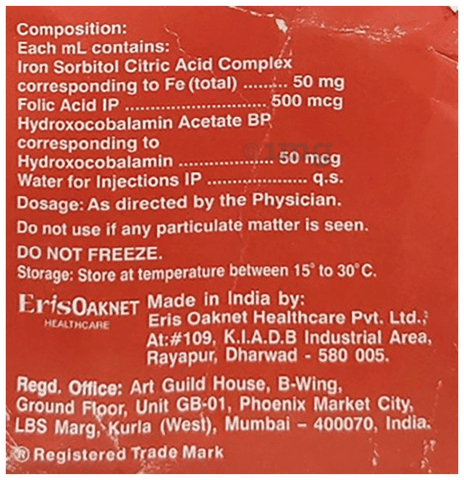 Composition:
Each mL contains:
Iron Sorbitol Citric Acid Complex
corresponding to Fe (total) ......... 50 mg
Folic Acid IP ............................ 500 mcg
Hydroxocobalamin Acetate BP
corresponding to
Hydroxocobalamin ................... 50 mcg
Water for Injections IP .................... q.s.
Dosage: As directed by the Physician.
Do not use if any particulate matter is seen.
DO NOT FREEZE.
Storage: Store at temperature between 15° to 30°C.
ErisOAKNET
HEALTHCARE
Made in India by:
Eris Oaknet Healthcare Pvt. Ltd.,
At:#109, K.I.A.D.B Industrial Area,
Rayapur, Dharwad - 580 005.
Regd. Office: Art Guild House, B-Wing,
Ground Floor, Unit GB-01, Phoenix Market City,
LBS Marg, Kurla (West), Mumbai – 400070, India.
® Registered Trade Mark